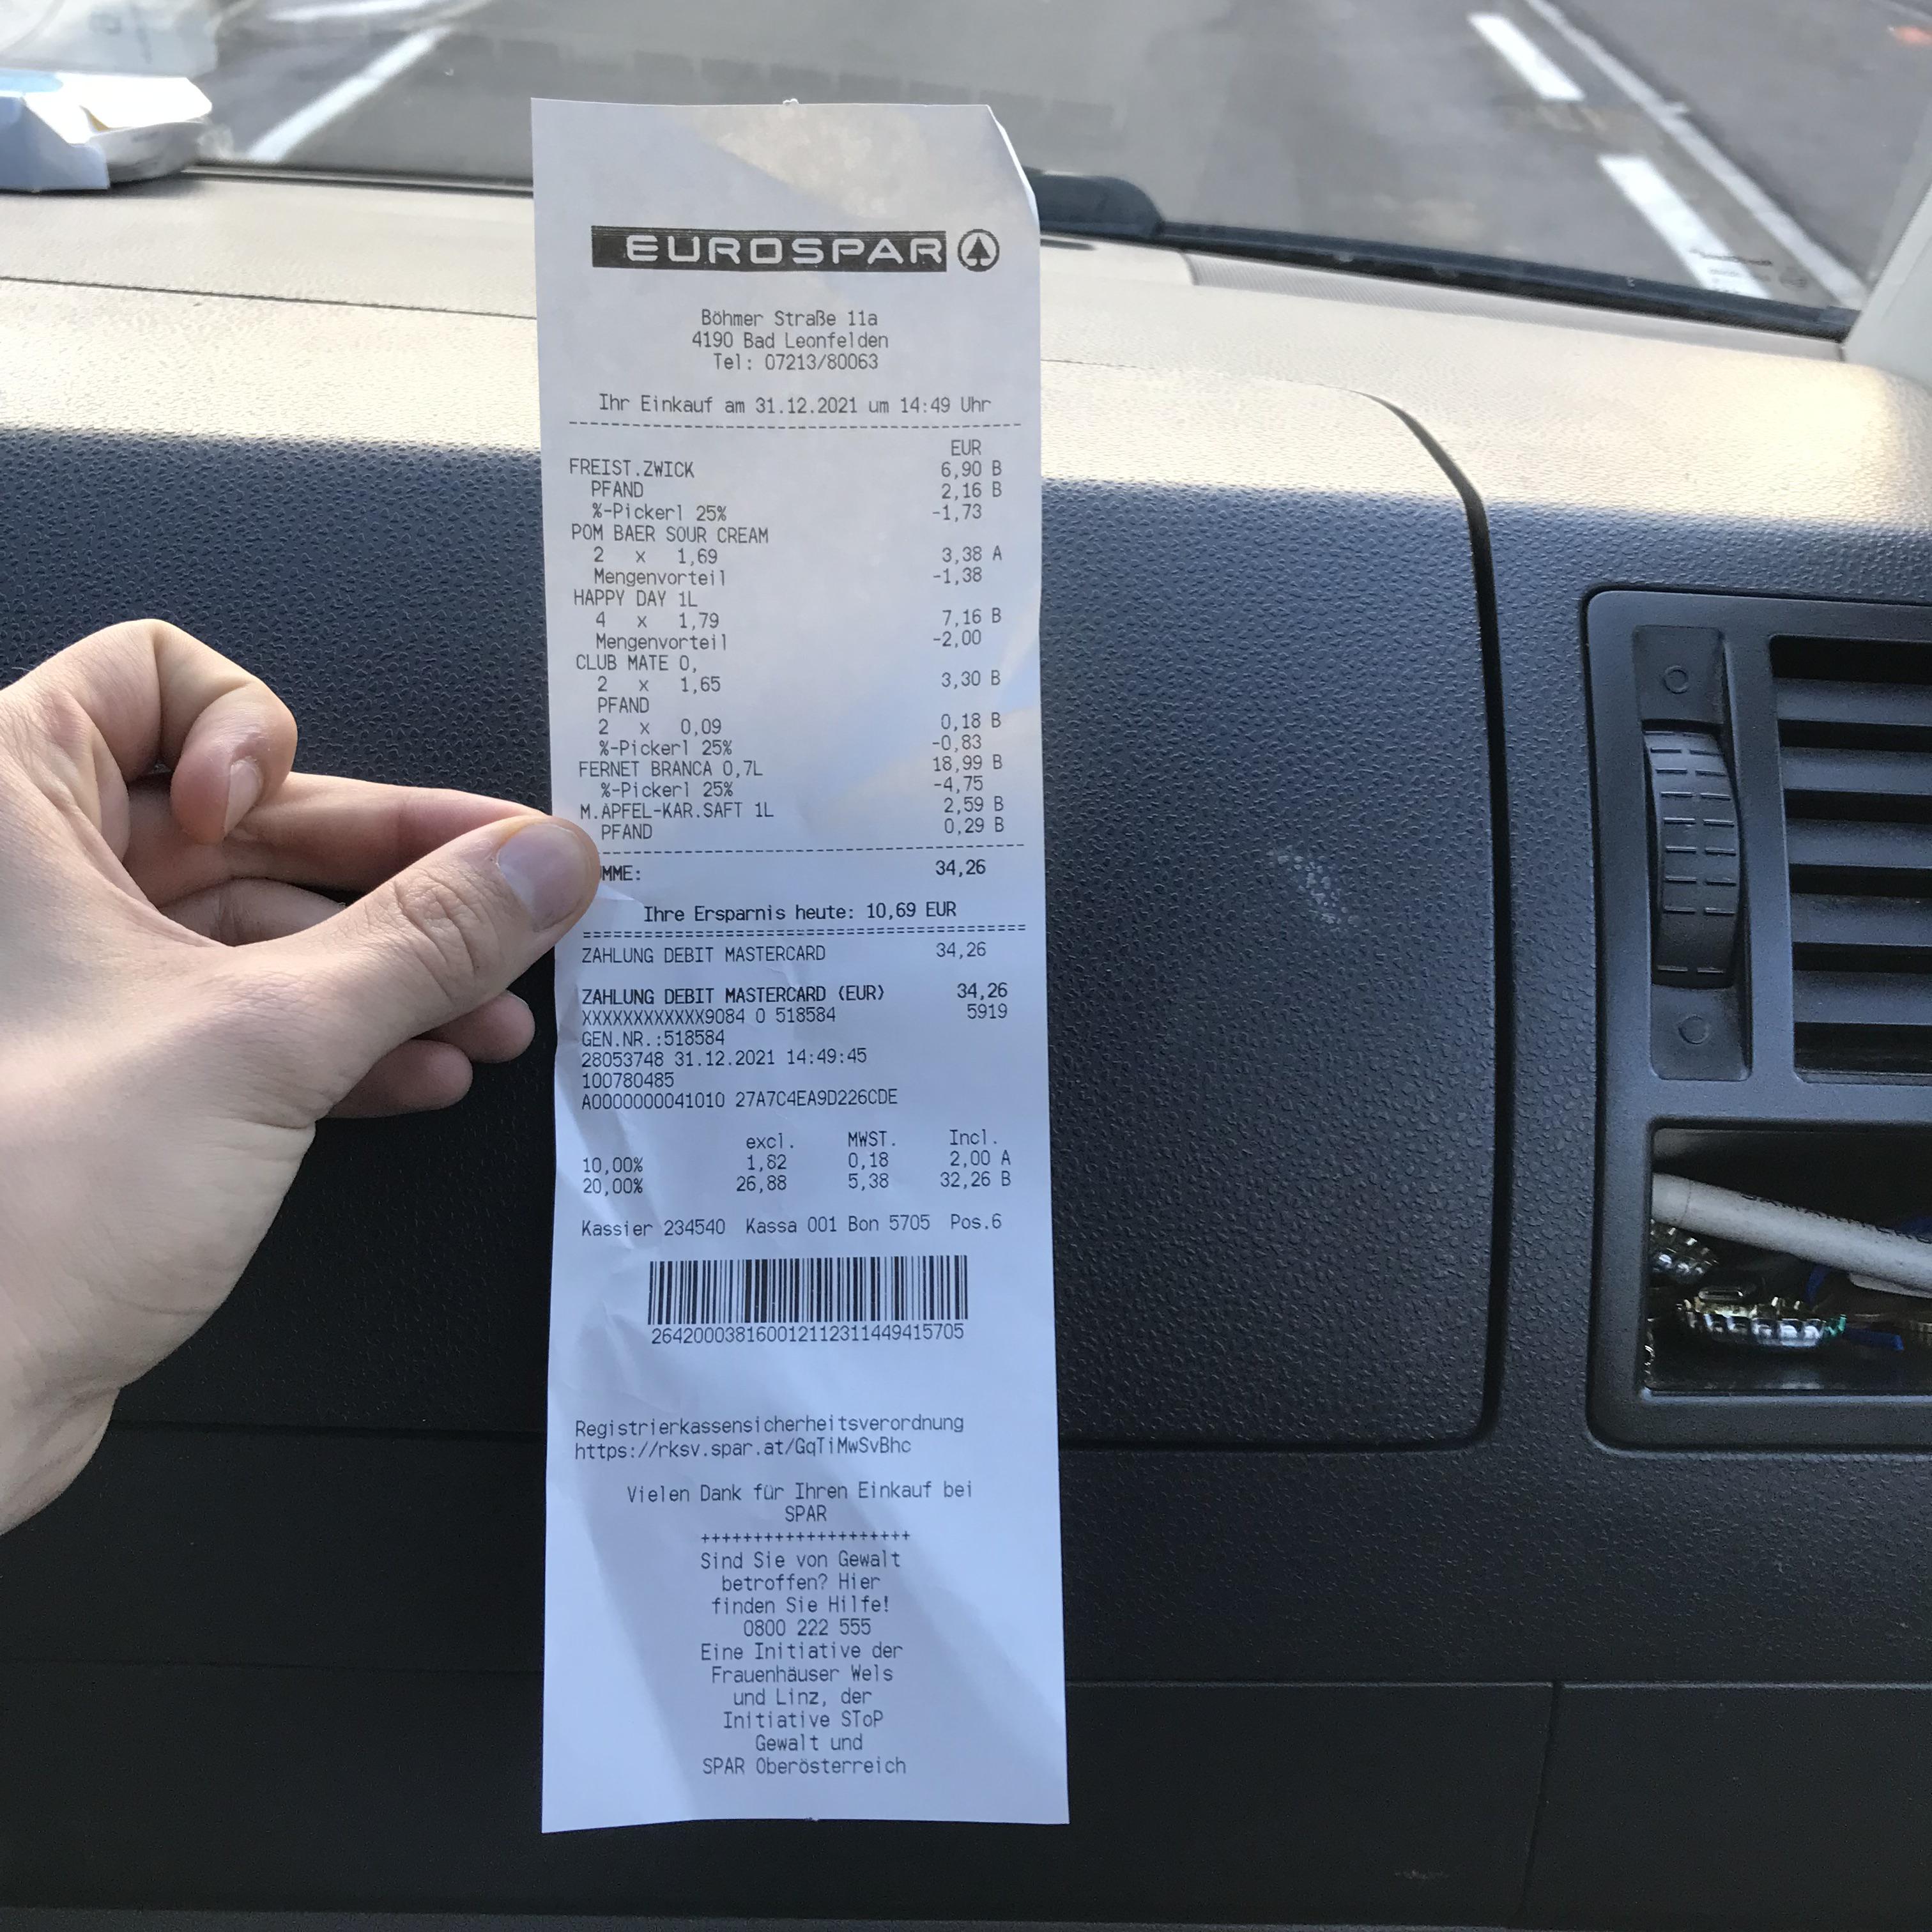 EUROSPAR
Böhmer Straße 11a
4190 Bad Leonfelden
Tel: 07213/80063
Ihr Einkauf am 31.12.2021 um 14:49 Uhr
EUR
FREIST.ZWICK 6,90 B
PFAND 2,16 B
%-Pickerl 25% -1,73
POM BAER SOUR CREAM
2 x 1,69 3,38 A
Mengenvorteil -1,38
HAPPY DAY 1L
4 x 1,79 7,16 B
Mengenvorteil -2,00
CLUB MATE 0,
2 x 1,65 3,30 B
PFAND
2 x 0,09 0,18 B
%-Pickerl 25% -0,83
FERNET BRANCA 0,7L 18,99 B
%-Pickerl 25% -4,75
M.APFEL-KAR.SAFT 1L 2,59 B
PFAND 0,29 B
MME: 34,26
Ihre Ersparnis heute: 10,69 EUR
ZAHLUNG DEBIT MASTERCARD 34,26
ZAHLUNG DEBIT MASTERCARD (EUR) 34,26
XXXXXXXXXXXX9084 0 518584 5919
GEN.NR.:518584
28053748 31.12.2021 14:49:45
100780485
A0000000041010 27A7C4EA9D226CDE
excl. MWST. Incl.
10,00% 1,82 0,18 2,00 A
20,00% 26,88 5,38 32,26 B
Kassier 234540 Kassa 001 Bon 5705 Pos.6
264200038160012112311449415705
Registrierkassensicherheitsverordnung
https://rksv.spar.at/GqTiMwSvBhc
Vielen Dank für Ihren Einkauf bei
SPAR
++++++++++++++++++++
Sind Sie von Gewalt
betroffen? Hier
finden Sie Hilfe!
0800 222 555
Eine Initiative der
Frauenhäuser Wels
und Linz, der
Initiative SToP
Gewalt und
SPAR Oberösterreich